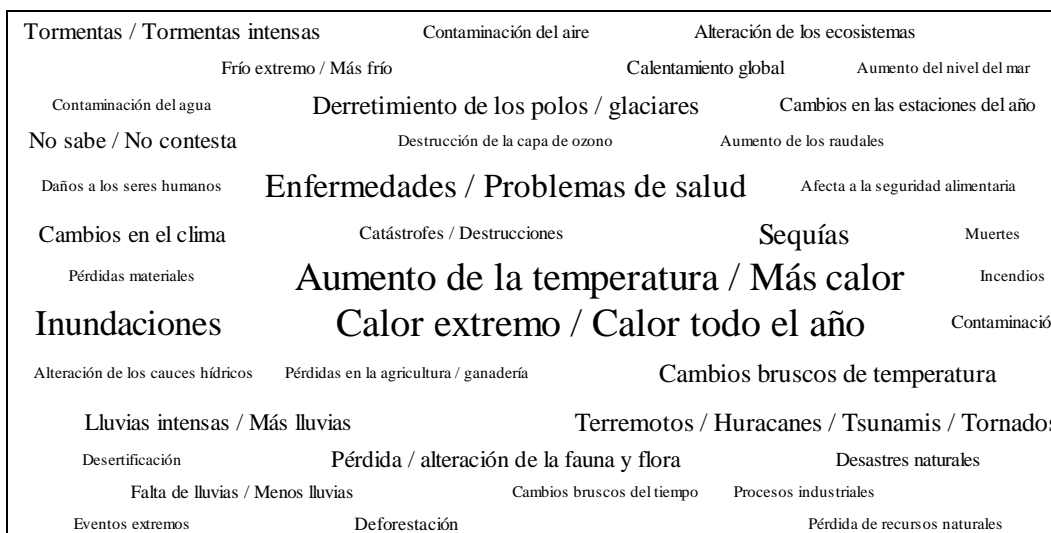 Tormentas / Tormentas intensas Contaminación del aire Alteración de los ecosistemas
Frío extremo / Más frío Calentamiento global Aumento del nivel del mar
Contaminación del agua Derretimiento de los polos / glaciares Cambios en las estaciones del año
No sabe / No contesta Destrucción de la capa de ozono Aumento de los raudales
Daños a los seres humanos Enfermedades / Problemas de salud Afecta a la seguridad alimentaria
Cambios en el clima Catástrofes / Destrucciones Sequías Muertes
Pérdidas materiales Aumento de la temperatura / Más calor Incendios
Inundaciones Calor extremo / Calor todo el año Contaminació
Alteración de los cauces hídricos Pérdidas en la agricultura / ganadería Cambios bruscos de temperatura
Lluvias intensas / Más lluvias Terremotos / Huracanes / Tsunamis / Tornados
Desertificación Pérdida / alteración de la fauna y flora Desastres naturales
Falta de lluvias / Menos lluvias Cambios bruscos del tiempo Procesos industriales
Eventos extremos Deforestación Pérdida de recursos naturales